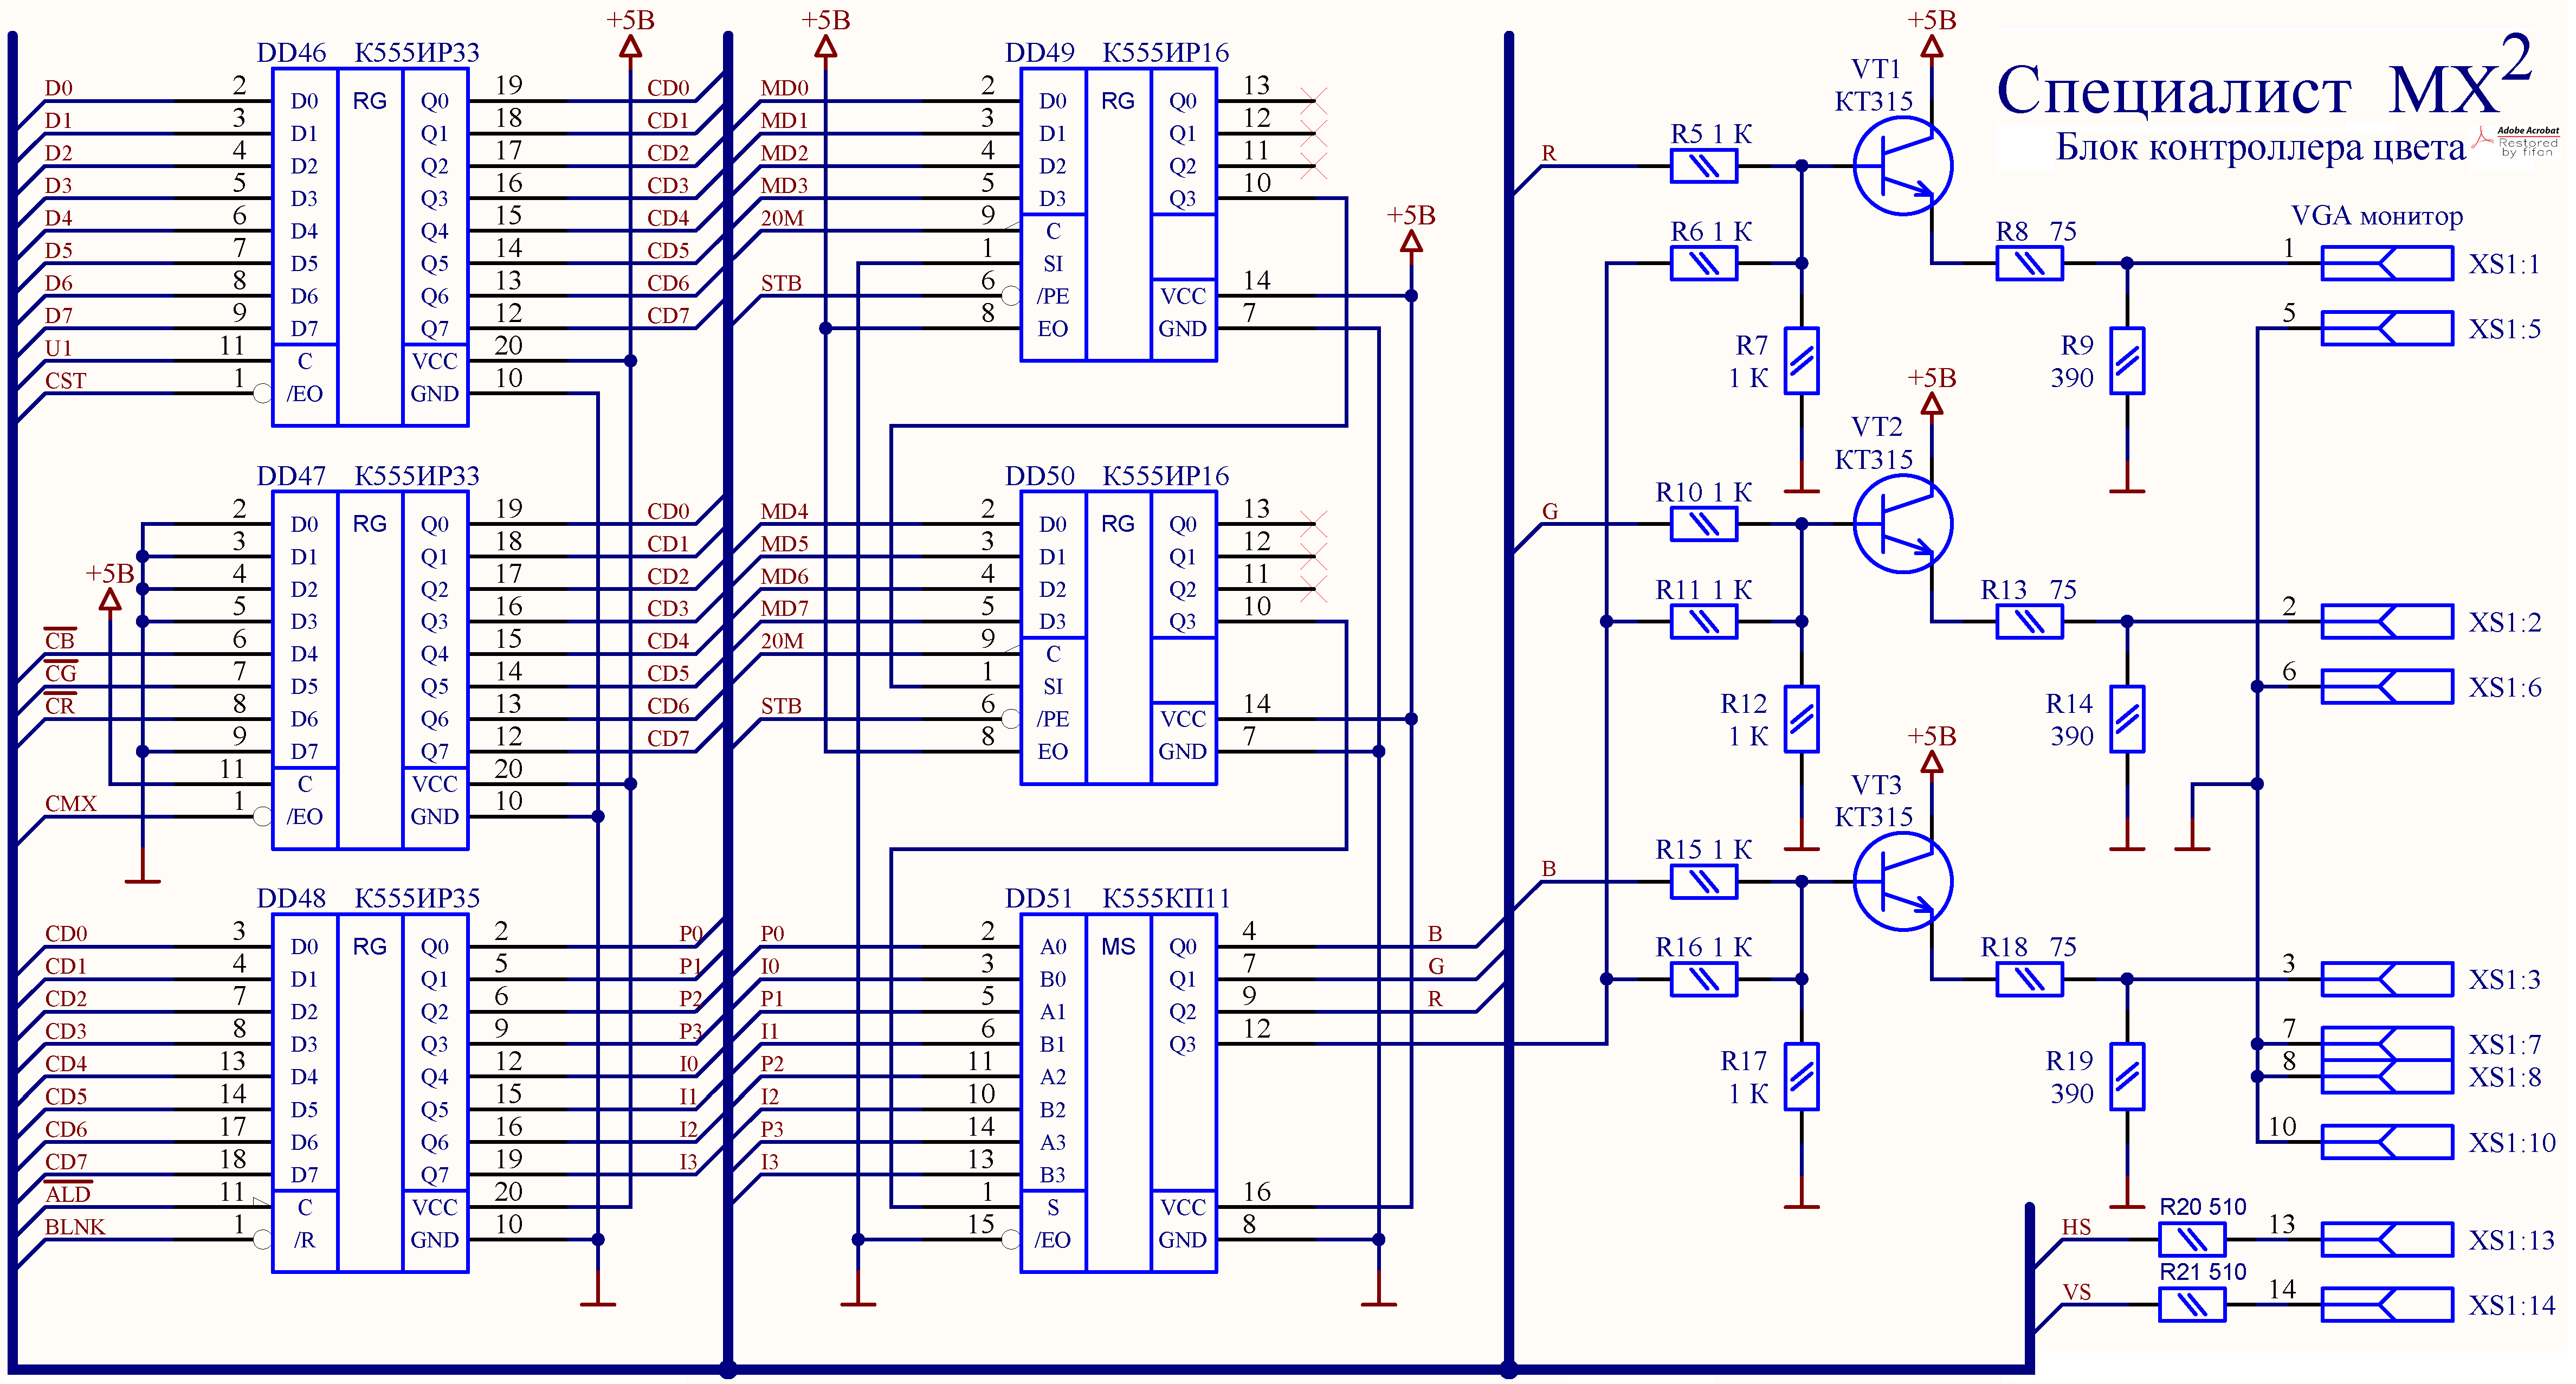 Специалист MX2
Блок контроллера цвета
Adobe Acrobat
Restored
by fifan
DD46 К555ИР33
+5В
D0 2 D0 RG Q0 19 CD0
D1 3 D1 Q1 18 CD1
D2 4 D2 Q2 17 CD2
D3 5 D3 Q3 16 CD3
D4 6 D4 Q4 15 CD4
D5 7 D5 Q5 14 CD5
D6 8 D6 Q6 13 CD6
D7 9 D7 Q7 12 CD7
U1 11 C VCC 20
CST 1 /EO GND 10
DD47 К555ИР33
+5В
2 D0 RG Q0 19 CD0
3 D1 Q1 18 CD1
4 D2 Q2 17 CD2
5 D3 Q3 16 CD3
CB 6 D4 Q4 15 CD4
CG 7 D5 Q5 14 CD5
CR 8 D6 Q6 13 CD6
9 D7 Q7 12 CD7
11 C VCC 20
CMX 1 /EO GND 10
DD48 К555ИР35
CD0 3 D0 RG Q0 2 P0
CD1 4 D1 Q1 5 P1
CD2 7 D2 Q2 6 P2
CD3 8 D3 Q3 9 P3
CD4 13 D4 Q4 12 I0
CD5 14 D5 Q5 15 I1
CD6 17 D6 Q6 16 I2
CD7 18 D7 Q7 19 I3
ALD 11 C VCC 20
BLNK 1 /R GND 10
+5В
DD49 К555ИР16
MD0 2 D0 RG Q0 13
MD1 3 D1 Q1 12
MD2 4 D2 Q2 11
MD3 5 D3 Q3 10
20M 9 C
1 SI
STB 6 /PE VCC 14
8 EO GND 7
+5В
DD50 К555ИР16
MD4 2 D0 RG Q0 13
MD5 3 D1 Q1 12
MD6 4 D2 Q2 11
MD7 5 D3 Q3 10
20M 9 C
1 SI
STB 6 /PE VCC 14
8 EO GND 7
DD51 К555КП11
P0 2 A0 MS Q0 4 B
I0 3 B0 Q1 7 G
P1 5 A1 Q2 9 R
I1 6 B1 Q3 12
P2 11 A2
I2 10 B2
P3 14 A3
I3 13 B3
1 S VCC 16
15 /EO GND 8
+5В
VT1
КТ315
R R5 1 К
R6 1 К
R7
1 К
R8 75
R9
390
+5В
VT2
КТ315
G R10 1 К
R11 1 К
R12
1 К
R13 75
R14
390
+5В
VT3
КТ315
B R15 1 К
R16 1 К
R17
1 К
R18 75
R19
390
VGA монитор
1 XS1:1
5 XS1:5
2 XS1:2
6 XS1:6
3 XS1:3
7 XS1:7
8 XS1:8
10 XS1:10
HS R20 510 13 XS1:13
VS R21 510 14 XS1:14